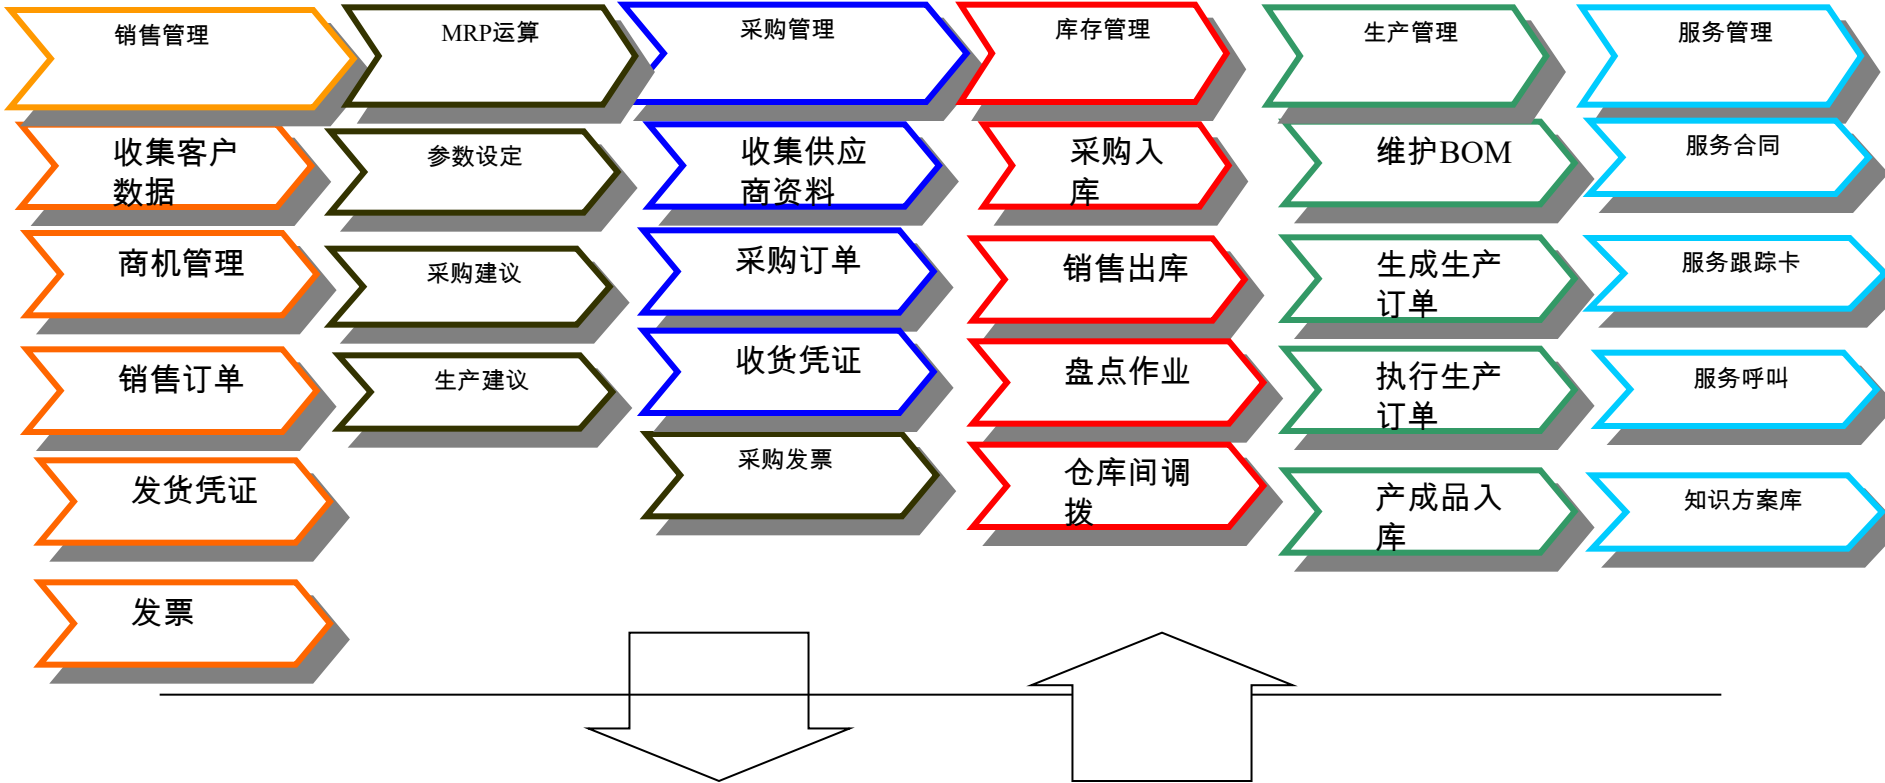 销售管理
MRP运算
采购管理
库存管理
生产管理
服务管理
收集客户
数据
参数设定
收集供应
商资料
采购入
库
维护BOM
服务合同
商机管理
采购建议
采购订单
销售出库
生成生产
订单
服务跟踪卡
销售订单
生产建议
收货凭证
盘点作业
执行生产
订单
服务呼叫
发货凭证
采购发票
仓库间调
拨
产成品入
库
知识方案库
发票